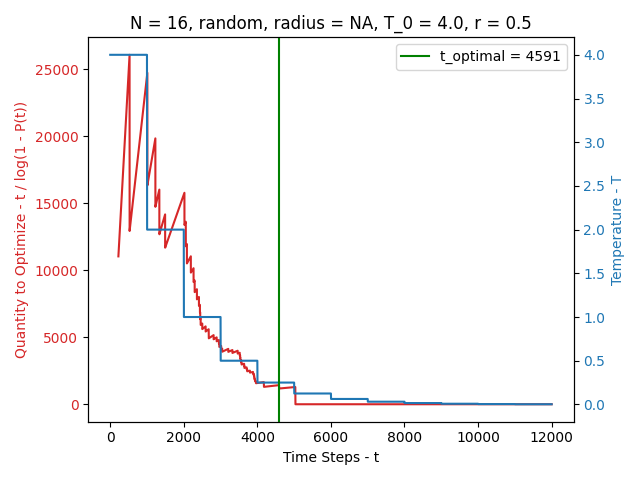 N = 16, random, radius = NA, T_0 = 4.0, r = 0.5
t_optimal = 4591
Quantity to Optimize - t / log(1 - P(t))
25000
20000
15000
10000
5000
0
4.0
3.5
3.0
2.5
2.0
1.5
1.0
0.5
0.0
Temperature - T
0 2000 4000 6000 8000 10000 12000
Time Steps - t